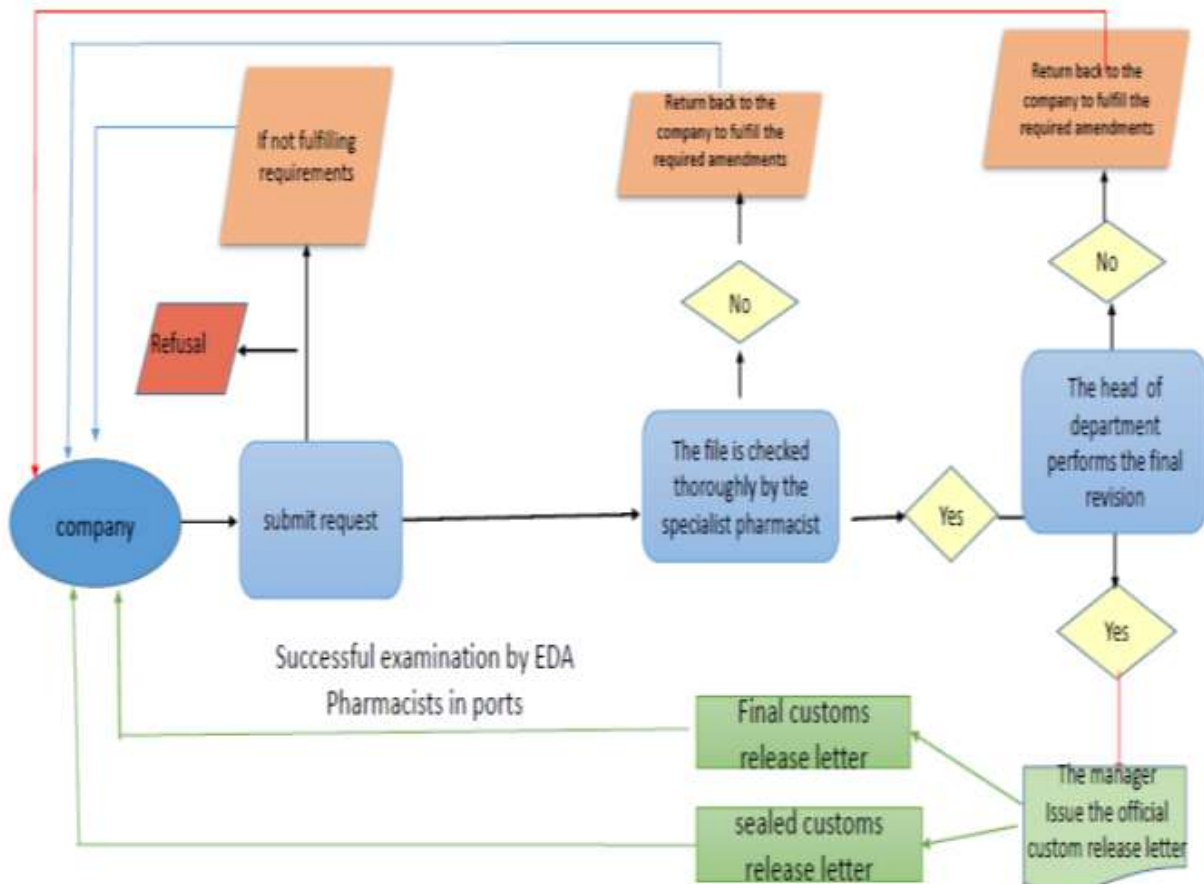 Return back to the
company to fulfill the
required amendments
Return back to the
company to fulfill the
required amendments
If not fulfilling
requirements
No
No
Refusal
The head of
department
performs the final
revision
The file is checked
thoroughly by the
specialist pharmacist
company
submit request
Yes
Yes
Successful examination by EDA
Pharmacists in ports
Final customs
release letter
The manager
Issue the official
custom release letter
sealed customs
release letter